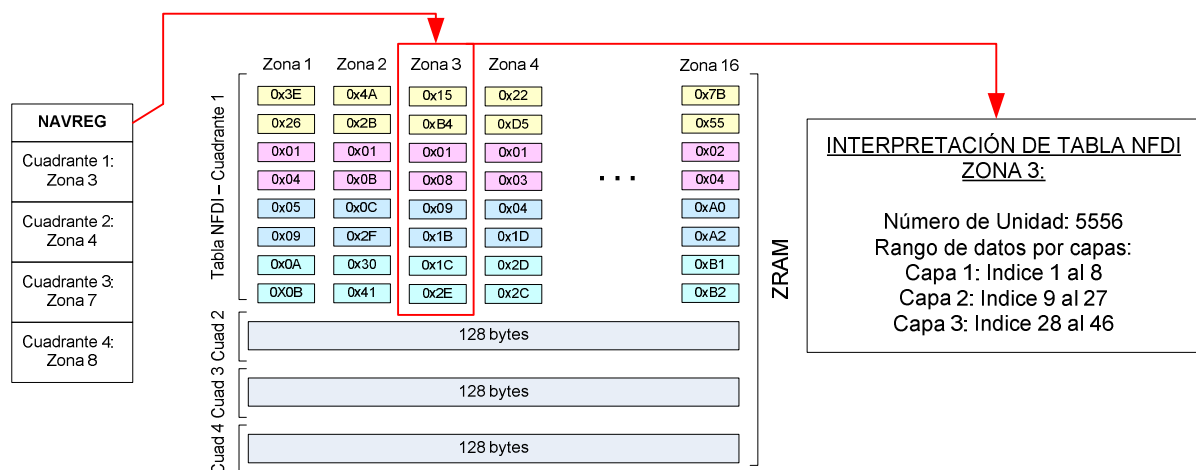 NAVREG
Cuadrante 1:
Zona 3
Cuadrante 2:
Zona 4
Cuadrante 3:
Zona 7
Cuadrante 4:
Zona 8
Tabla NFDI – Cuadrante 1
Zona 1 Zona 2 Zona 3 Zona 4 Zona 16
0x3E 0x4A 0x15 0x22 0x7B
0x26 0x2B 0xB4 0xD5 0x55
0x01 0x01 0x01 0x01 0x02
0x04 0x0B 0x08 0x03 0x04
...
0x05 0x0C 0x09 0x04 0xA0
0x09 0x2F 0x1B 0x1D 0xA2
0x0A 0x30 0x1C 0x2D 0xB1
0X0B 0x41 0x2E 0x2C 0xB2
Cuad 2
128 bytes
Cuad 3
128 bytes
Cuad 4
128 bytes
ZRAM
INTERPRETACIÓN DE TABLA NFDI
ZONA 3:
Número de Unidad: 5556
Rango de datos por capas:
Capa 1: Indice 1 al 8
Capa 2: Indice 9 al 27
Capa 3: Indice 28 al 46